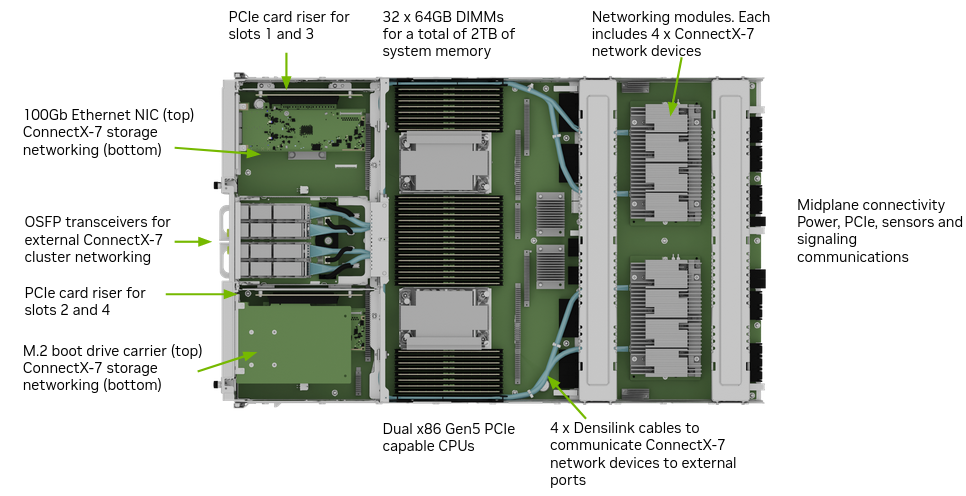 PCIe card riser for
slots 1 and 3
32 x 64GB DIMMs
for a total of 2TB of
system memory
Networking modules. Each
includes 4 x ConnectX-7
network devices
100Gb Ethernet NIC (top)
ConnectX-7 storage
networking (bottom)
OSFP transceivers for
external ConnectX-7
cluster networking
PCIe card riser for
slots 2 and 4
M.2 boot drive carrier (top)
ConnectX-7 storage
networking (bottom)
Midplane connectivity
Power, PCIe, sensors and
signaling
communications
Dual x86 Gen5 PCIe
capable CPUs
4 x Densilink cables to
communicate ConnectX-7
network devices to external
ports